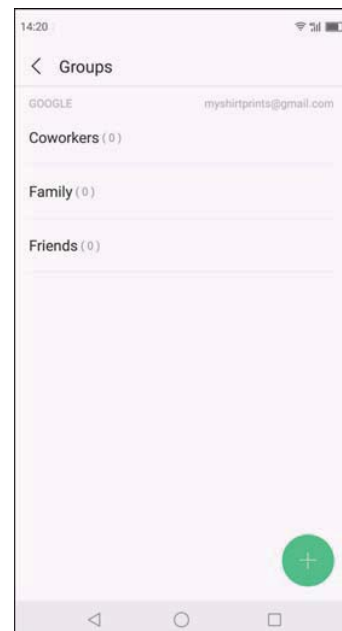 14:20
Groups
GOOGLE myshirtprints@gmail.com
Coworkers (0)
Family (0)
Friends (0)